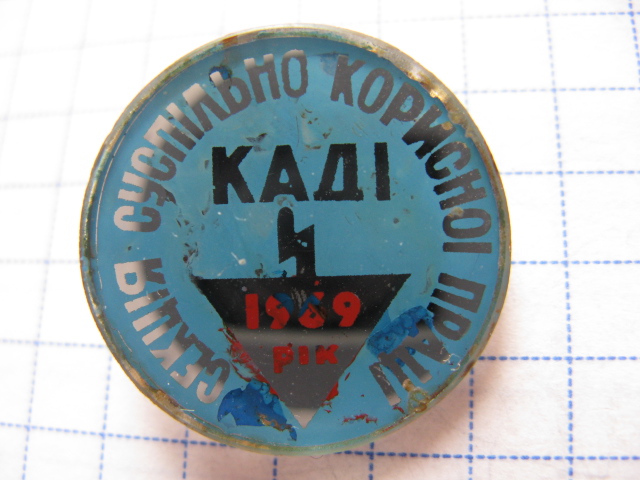 СЕКЦІЯ СУСПІЛЬНО КОРИСНОЇ ПРАЦІ
КАДІ
1969
рік